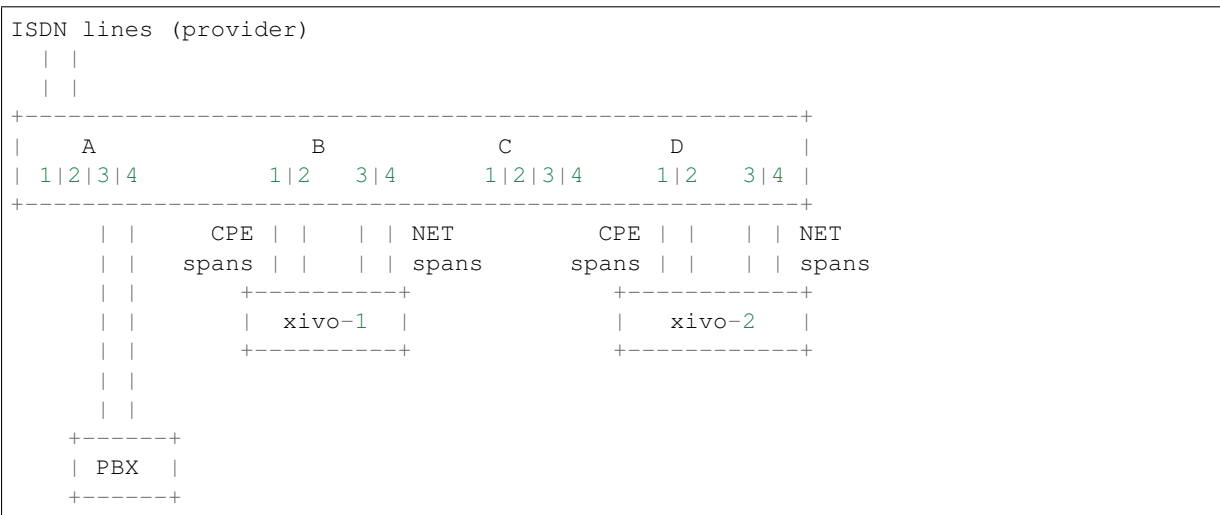 ISDN lines (provider)
  | |
  | |
+------------------------------------------------------+
|    A               B            C           D        |
| 1|2|3|4         1|2   3|4      1|2|3|4     1|2   3|4 |
+------------------------------------------------------+
      | |     CPE | |   | | NET          CPE | |   | | NET
      | |   spans | |   | | spans      spans | |   | | spans
      | |       +----------+              +------------+
      | |       |  xivo-1  |              |   xivo-2   |
      | |       +----------+              +------------+
      | |
      | |
    +------+
    | PBX  |
    +------+